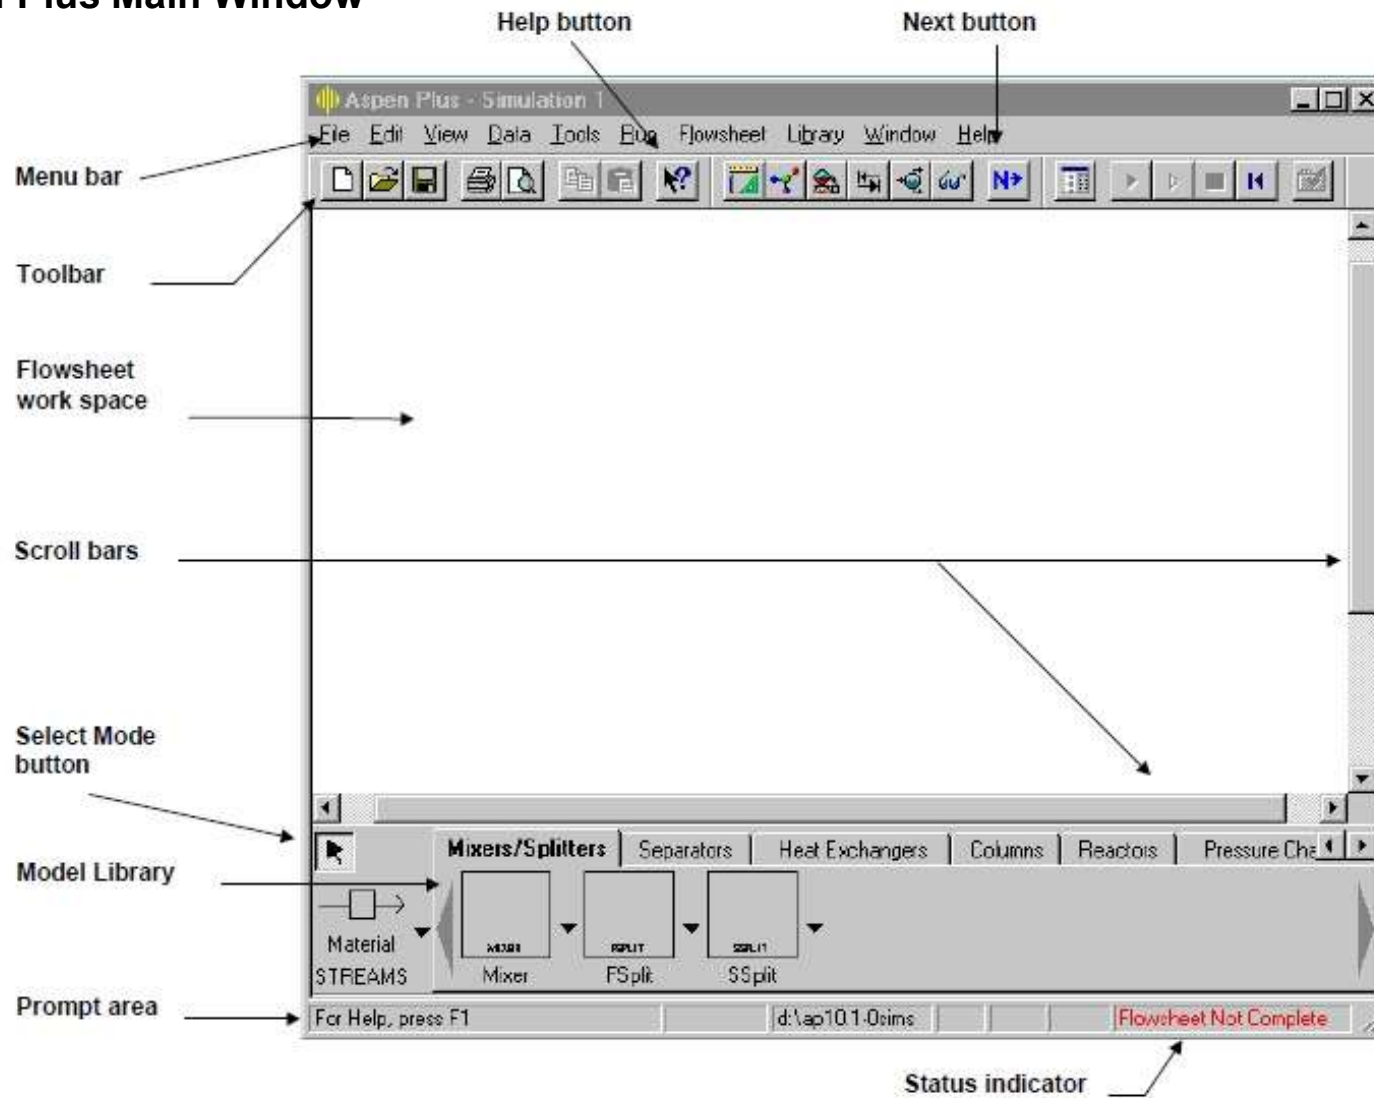 Plus Main Window
Help button
Next button
Aspen Plus - Simulation 1
File Edit View Data Tools Run Flowsheet Library Window Help
Menu bar
N
Toolbar
Flowsheet
work space
Scroll bars
Select Mode
button
Mixers/Splitters Separators Heat Exchangers Columns Reactors Pressure Cha
Model Library
MIXER FSPLIT SSPLIT
Material
Mixer FSplit SSplit
STREAMS
Prompt area
For Help, press F1 d:\ap10.1-0sims Flowsheet Not Complete
Status indicator